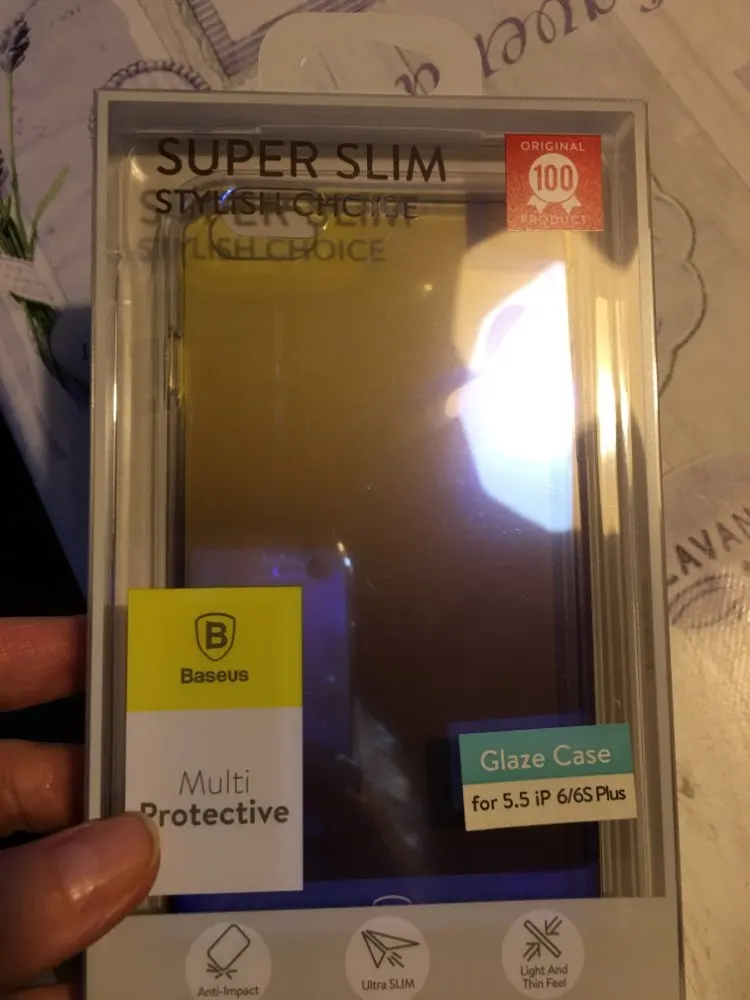 SUPER SLIM
STYLISH CHOICE
ORIGINAL
100
PRODUCT
B
Baseus
Multi
Protective
Glaze Case
for 5.5 iP 6/6S Plus
Anti-Impact
Ultra SLIM
Light And
Thin Feel